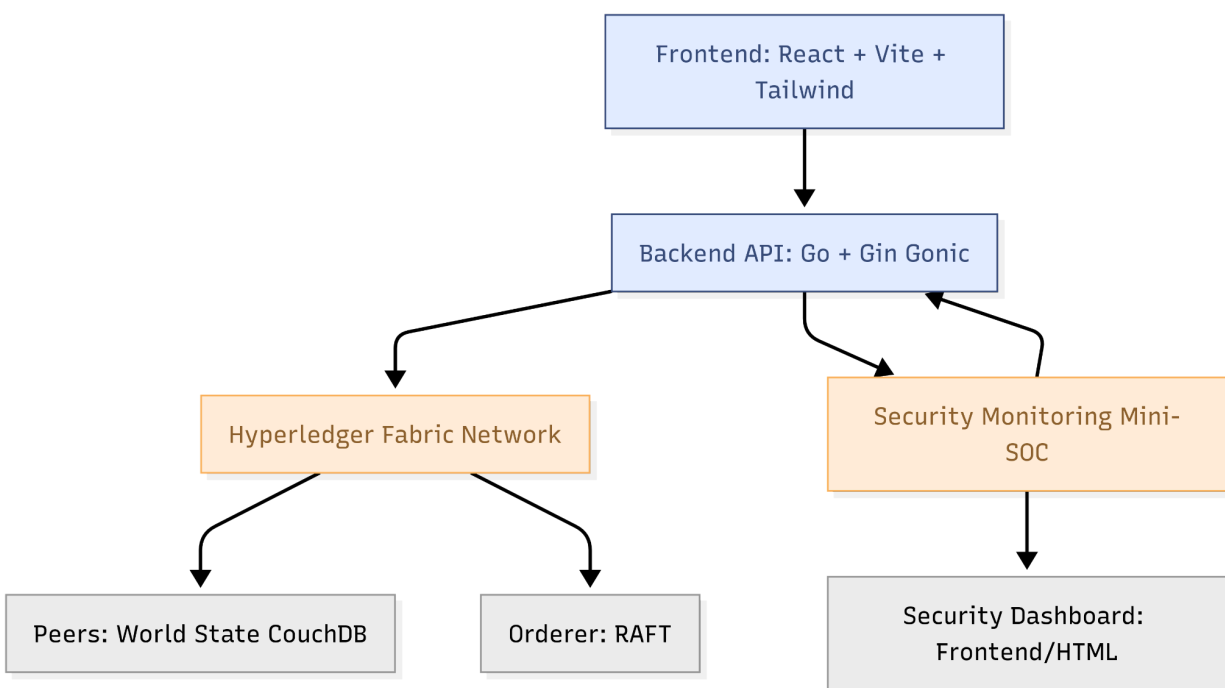 Frontend: React + Vite +
Tailwind
Backend API: Go + Gin Gonic
Hyperledger Fabric Network
Security Monitoring Mini-
SOC
Peers: World State CouchDB
Orderer: RAFT
Security Dashboard:
Frontend/HTML